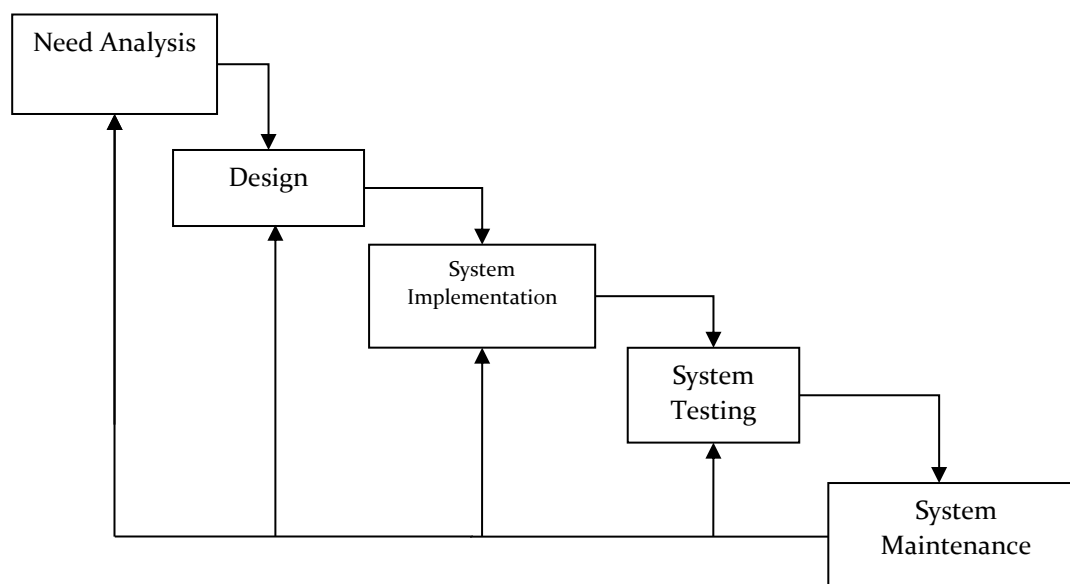 Need Analysis
Design
System
Implementation
System
Testing
System
Maintenance